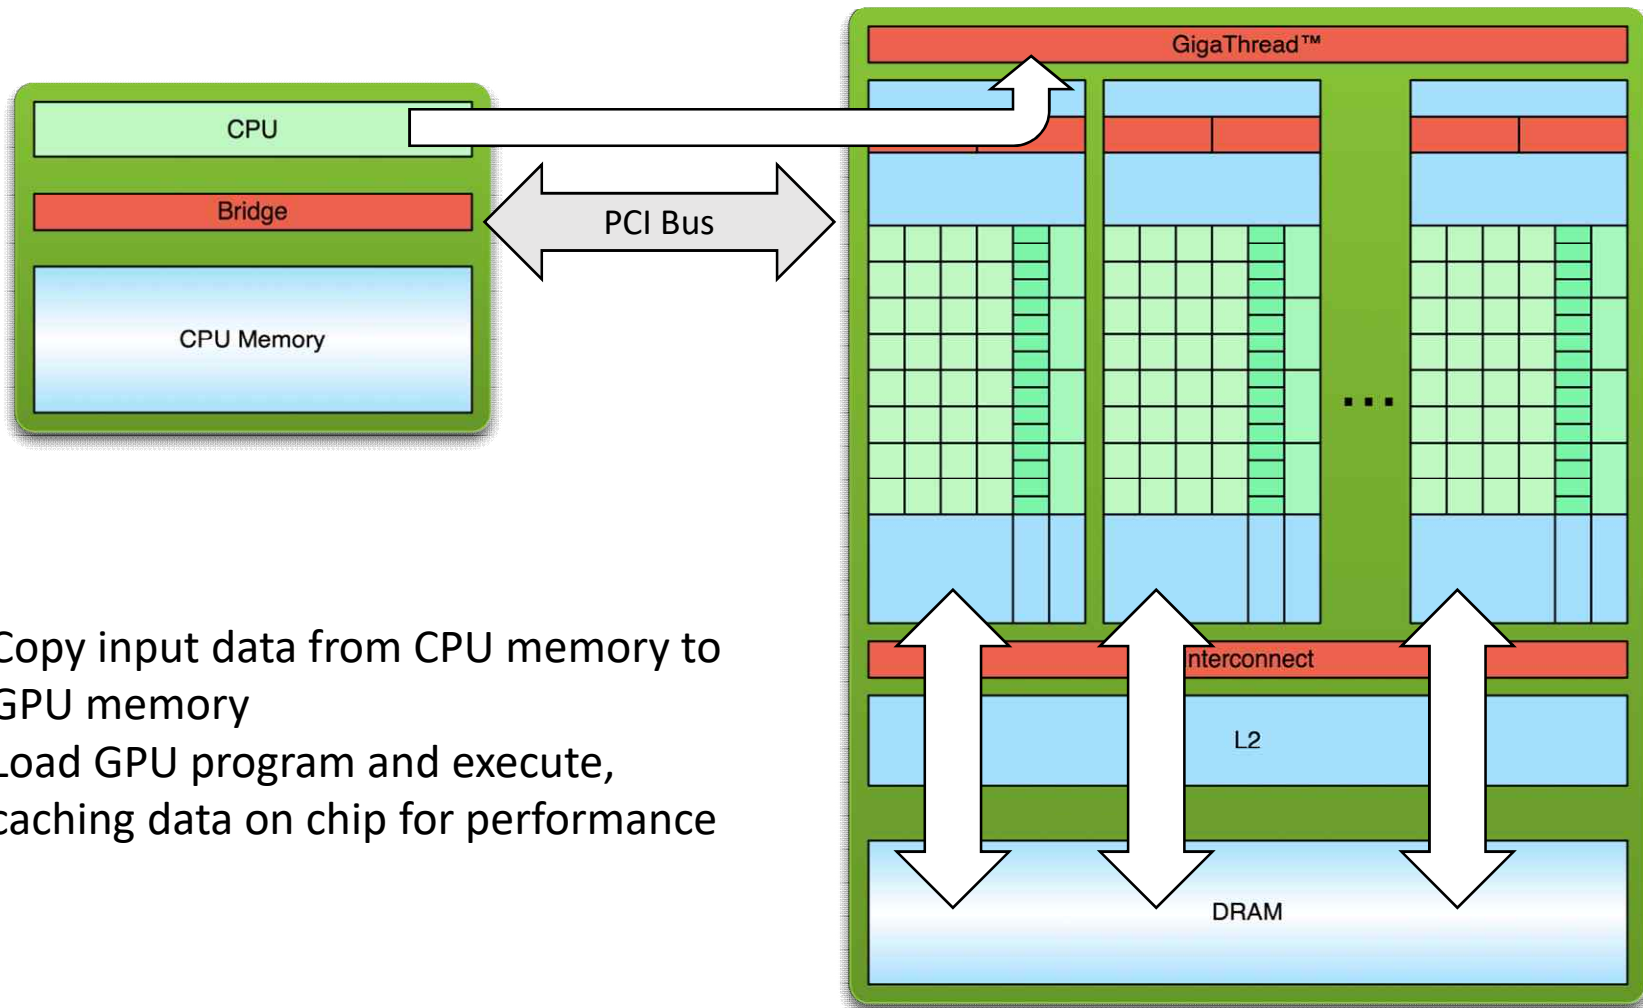 GigaThread™
CPU
Bridge
PCI Bus
CPU Memory
...
Copy input data from CPU memory to
GPU memory
Load GPU program and execute,
caching data on chip for performance
Interconnect
L2
DRAM